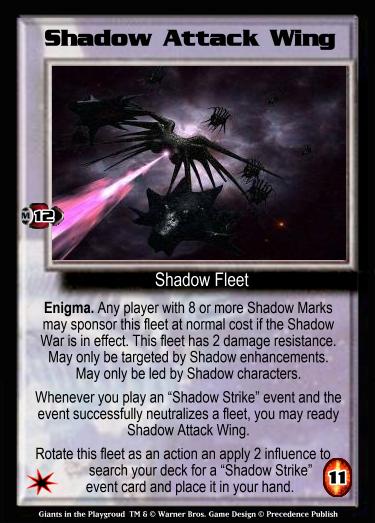 Shadow Attack Wing
M 12
Shadow Fleet
Enigma. Any player with 8 or more Shadow Marks
may sponsor this fleet at normal cost if the Shadow
War is in effect. This fleet has 2 damage resistance.
May only be targeted by Shadow enhancements.
May only be led by Shadow characters.
Whenever you play an “Shadow Strike” event and the
event successfully neutralizes a fleet, you may ready
Shadow Attack Wing.
Rotate this fleet as an action an apply 2 influence to
search your deck for a “Shadow Strike”
event card and place it in your hand.
11
Giants in the Playgroud TM & © Warner Bros. Game Design © Precedence Publish